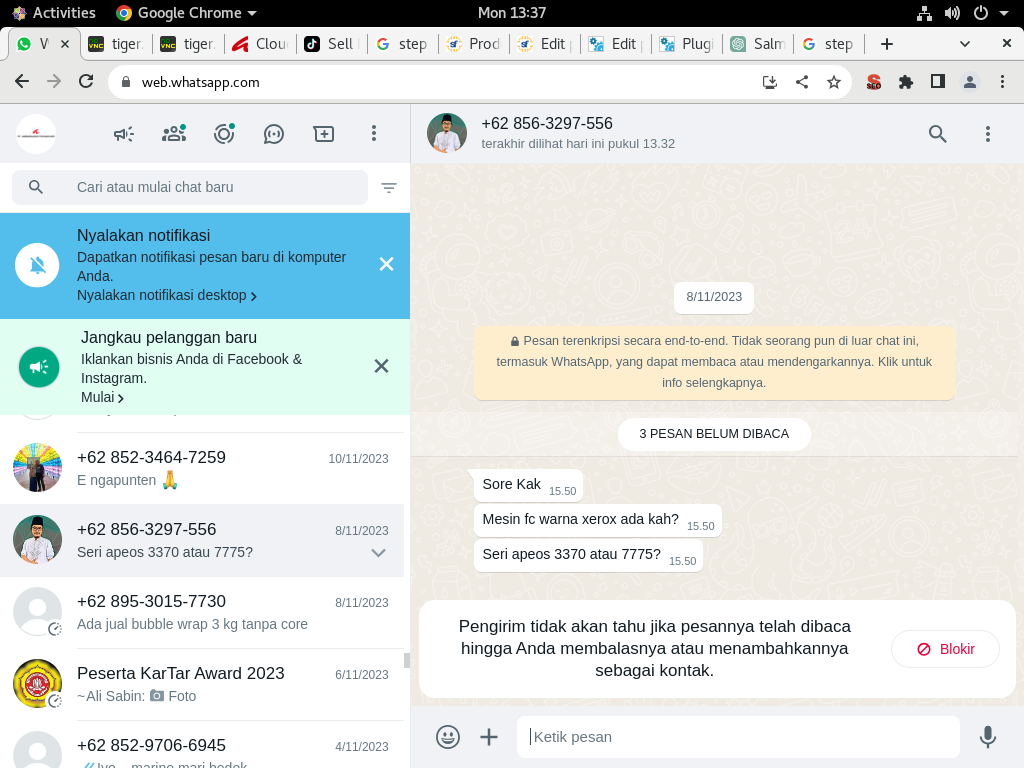 Activities
Google Chrome
Mon 13:37
W
tiger
tiger.
Clou
Sell
step
Prod
Edit
Edit
Plugi
Salm
step
web.whatsapp.com
+62 856-3297-556
terakhir dilihat hari ini pukul 13.32
Cari atau mulai chat baru
Nyalakan notifikasi
Dapatkan notifikasi pesan baru di komputer
Anda.
Nyalakan notifikasi desktop
Jangkau pelanggan baru
Iklankan bisnis Anda di Facebook &
Instagram.
Mulai
+62 852-3464-7259
10/11/2023
E ngapunten 🙏
+62 856-3297-556
8/11/2023
Seri apeos 3370 atau 7775?
+62 895-3015-7730
8/11/2023
Ada jual bubble wrap 3 kg tanpa core
Peserta KarTar Award 2023
6/11/2023
~Ali Sabin: Foto
+62 852-9706-6945
4/11/2023
8/11/2023
Pesan terenkripsi secara end-to-end. Tidak seorang pun di luar chat ini,
termasuk WhatsApp, yang dapat membaca atau mendengarkannya. Klik untuk
info selengkapnya.
3 PESAN BELUM DIBACA
Sore Kak 15.50
Mesin fc warna xerox ada kah? 15.50
Seri apeos 3370 atau 7775? 15.50
Pengirim tidak akan tahu jika pesannya telah dibaca
hingga Anda membalasnya atau menambahkannya
sebagai kontak.
Blokir
Ketik pesan